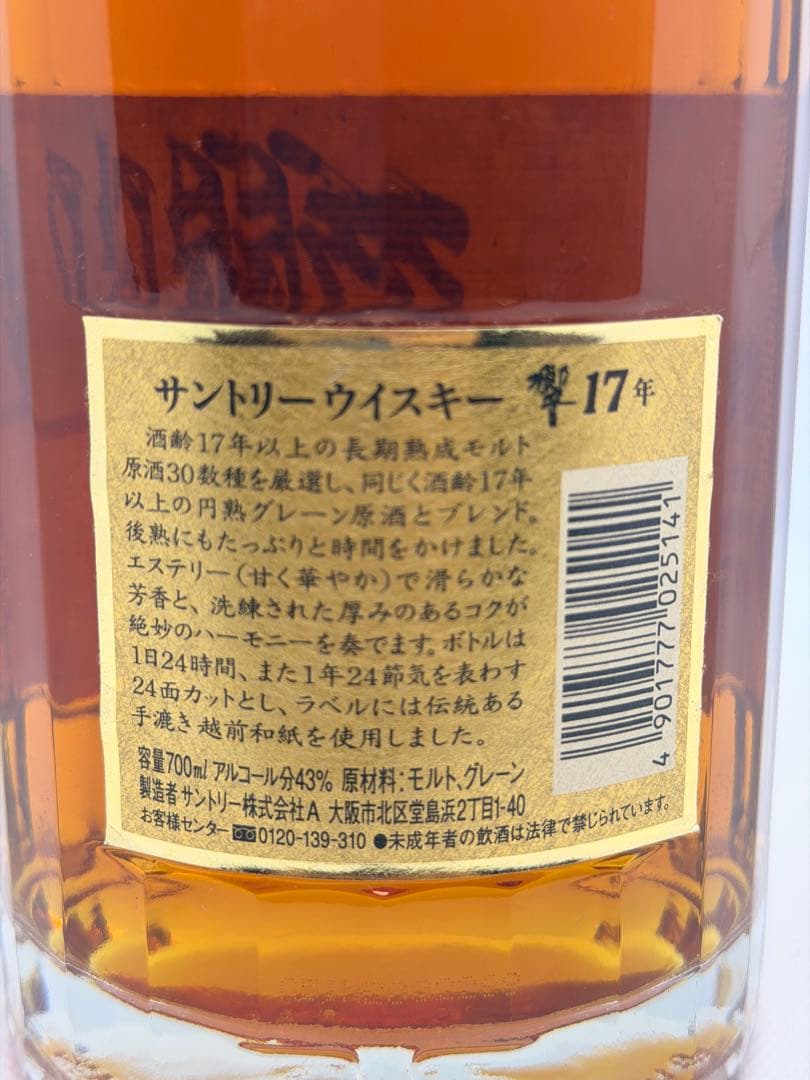 サントリーウイスキー 響 17年
酒齢17年以上の長期熟成モルト
原酒30数種を厳選し、同じく酒齢17年
以上の円熟グレーン原酒とブレンド。
後熟にもたっぷりと時間をかけました。
エステリー(甘く華やか)で滑らかな
芳香と、洗練された厚みのあるコクが
絶妙のハーモニーを奏でます。ボトルは
1日24時間、また1年24節気を表わす
24面カットとし、ラベルには伝統ある
手漉き越前和紙を使用しました。
容量700ml アルコール分43% 原材料:モルト、グレーン
製造者 サントリー株式会社A 大阪市北区堂島浜2丁目1-40
お客様センター 0120-139-310 ●未成年者の飲酒は法律で禁じられています。
4 901777 025141